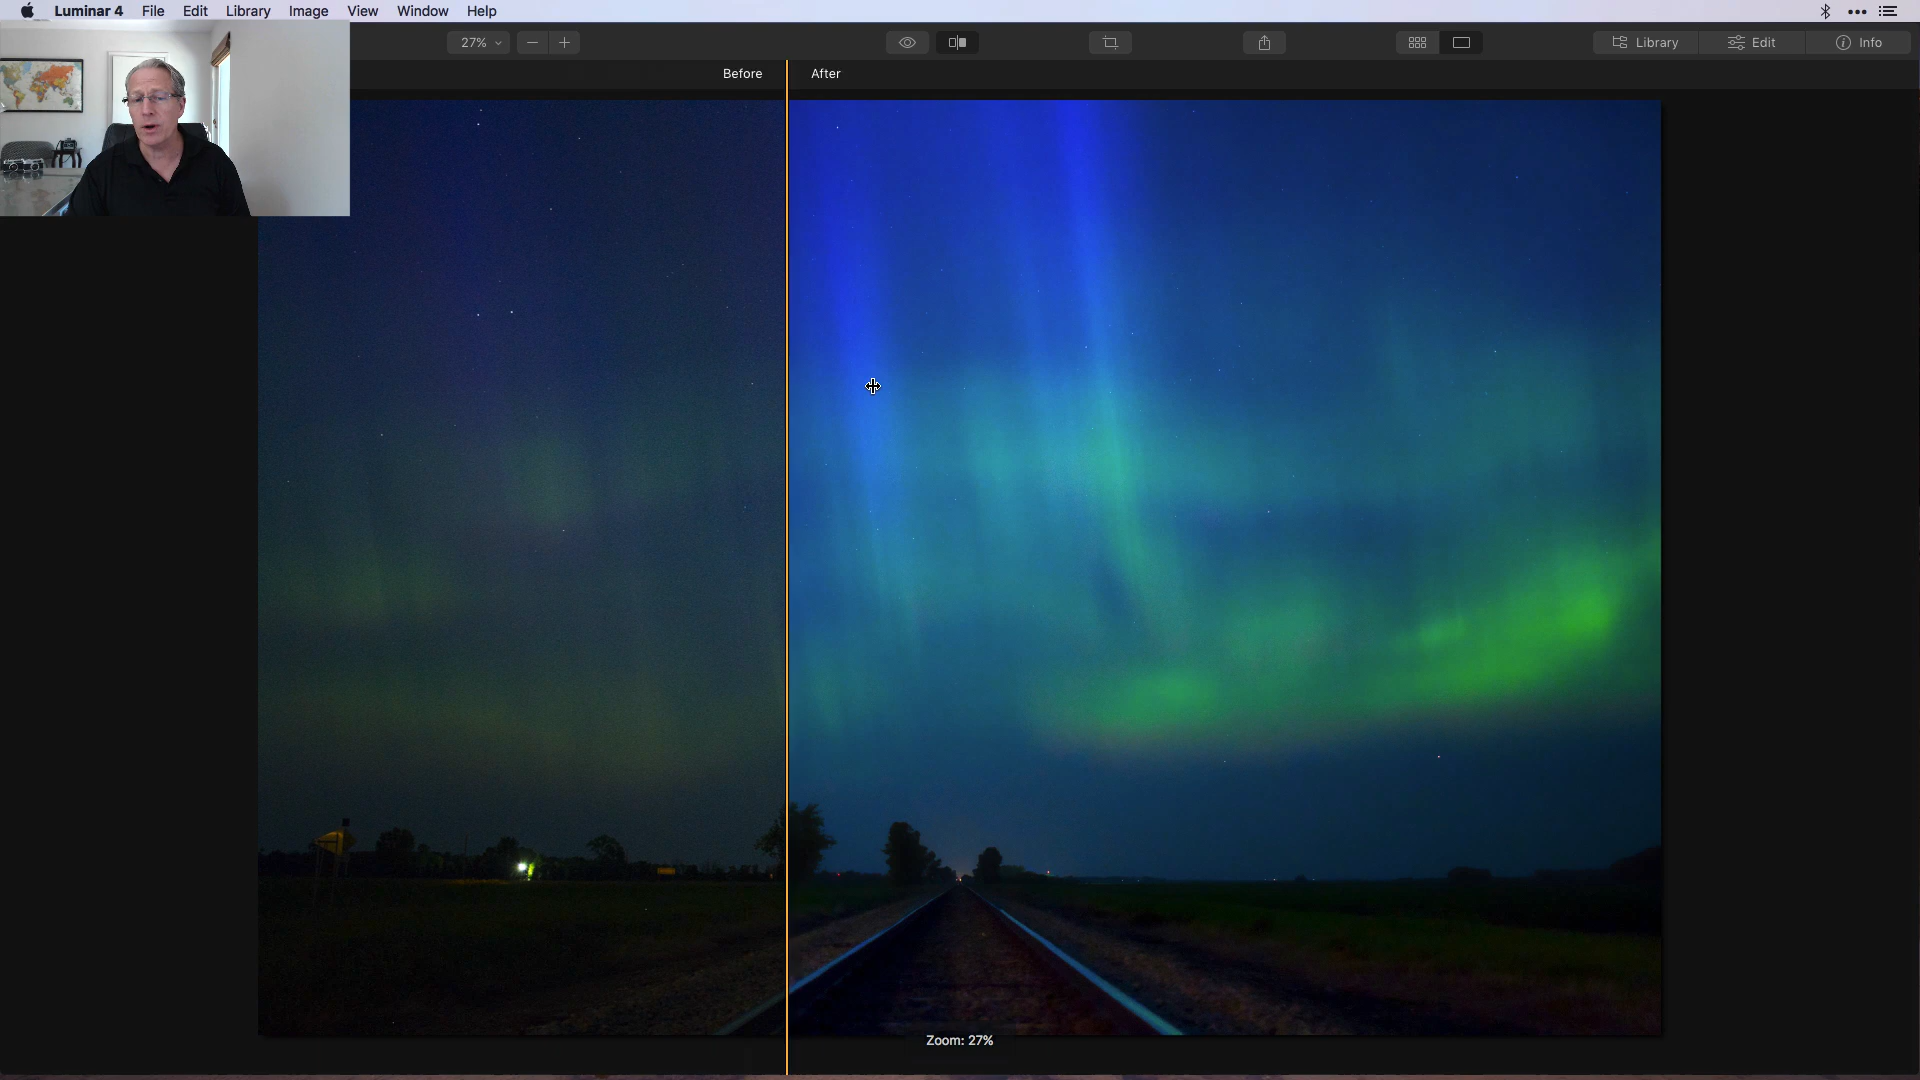 Luminar 4 File Edit Library Image View Window Help
27% Library Edit Info
Before After
Zoom: 27%